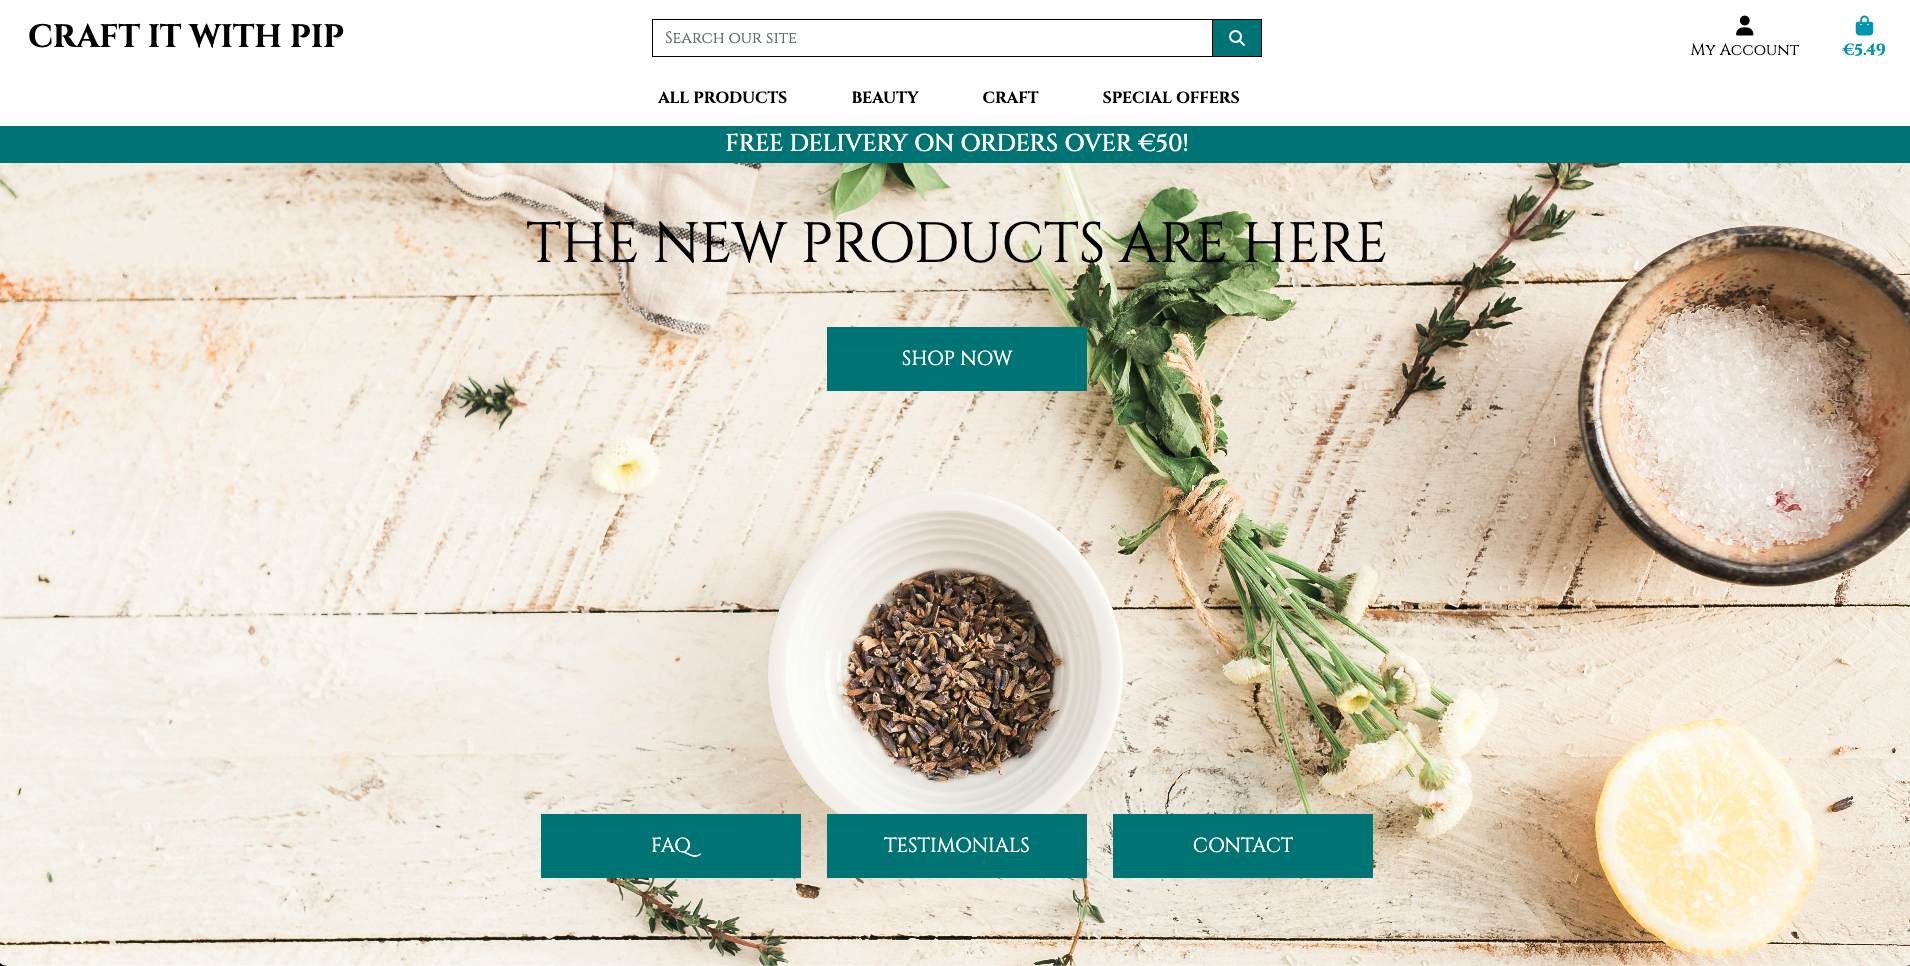 CRAFT IT WITH PIP
Search our site
My Account
€5.49
ALL PRODUCTS
BEAUTY
CRAFT
SPECIAL OFFERS
FREE DELIVERY ON ORDERS OVER €50!
THE NEW PRODUCTS ARE HERE
SHOP NOW
FAQ
TESTIMONIALS
CONTACT